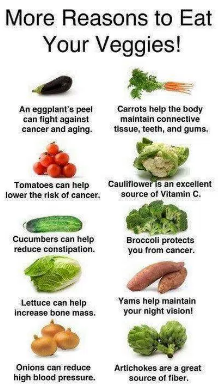 More Reasons to Eat
Your Veggies!
An eggplant's peel
can fight against
cancer and aging.
Carrots help the body
maintain connective
tissue, teeth, and gums.
Tomatoes can help
lower the risk of cancer.
Cauliflower is an excellent
source of Vitamin C.
Cucumbers can help
reduce constipation.
Broccoli protects
you from cancer.
Lettuce can help
increase bone mass.
Yams help maintain
your night vision!
Onions can reduce
high blood pressure.
Artichokes are a great
source of fiber.